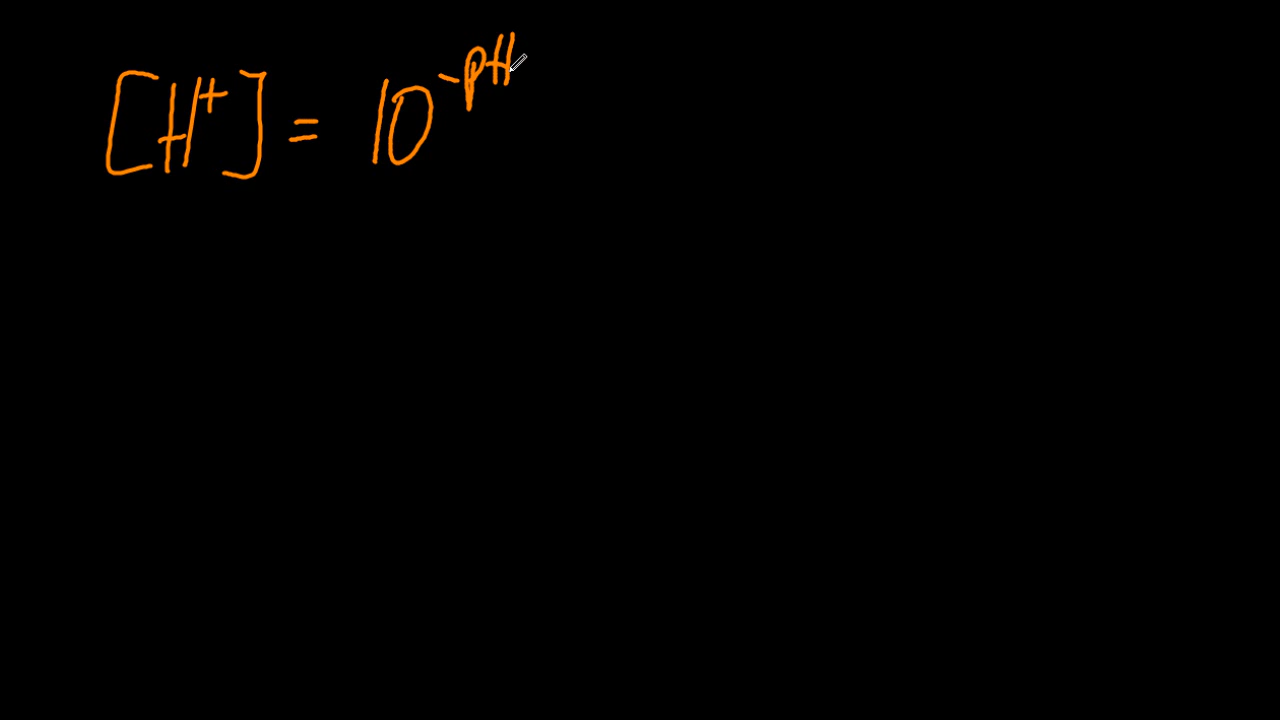 [H⁺] = 10⁻ᵖᴴ